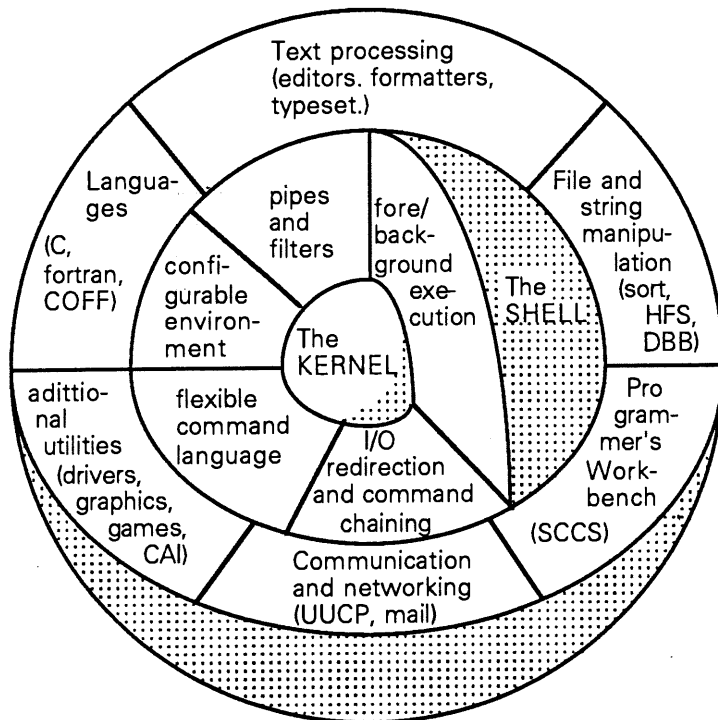 Text processing
(editors. formatters,
typeset.)
Langua-
ges
(C,
fortran,
COFF)
pipes
and
filters
fore/
back-
ground
exe-
cution
The
SHELL
File and
string
manipu-
lation
(sort,
HFS,
DBB)
confi-
gurable
environ-
ment
The
KERNEL
adittio-
nal
utilities
(drivers,
graphics,
games,
CAI)
flexible
command
language
I/O
redirection
and command
chaining
Pro
gram-
mer's
Work-
bench
(SCCS)
Communication
and networking
(UUCP, mail)